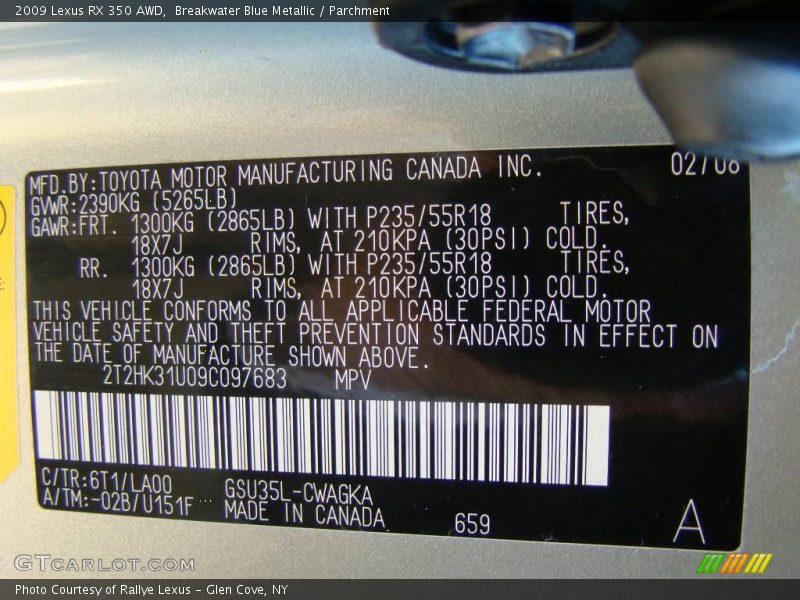 2009 Lexus RX 350 AWD, Breakwater Blue Metallic / Parchment
MFD.BY:TOYOTA MOTOR MANUFACTURING CANADA INC. 02/08
GVWR:2390KG (5265LB)
GAWR:FRT. 1300KG (2865LB) WITH P235/55R18 TIRES,
18X7J RIMS, AT 210KPA (30PSI) COLD.
RR. 1300KG (2865LB) WITH P235/55R18 TIRES,
18X7J RIMS, AT 210KPA (30PSI) COLD.
THIS VEHICLE CONFORMS TO ALL APPLICABLE FEDERAL MOTOR
VEHICLE SAFETY AND THEFT PREVENTION STANDARDS IN EFFECT ON
THE DATE OF MANUFACTURE SHOWN ABOVE.
2T2HK31U09C097683 MPV
C/TR:6T1/LA00 GSU35L-CWAGKA
A/TM:-02B/U151F MADE IN CANADA 659 A
GTCARLOT.COM
Photo Courtesy of Rallye Lexus - Glen Cove, NY